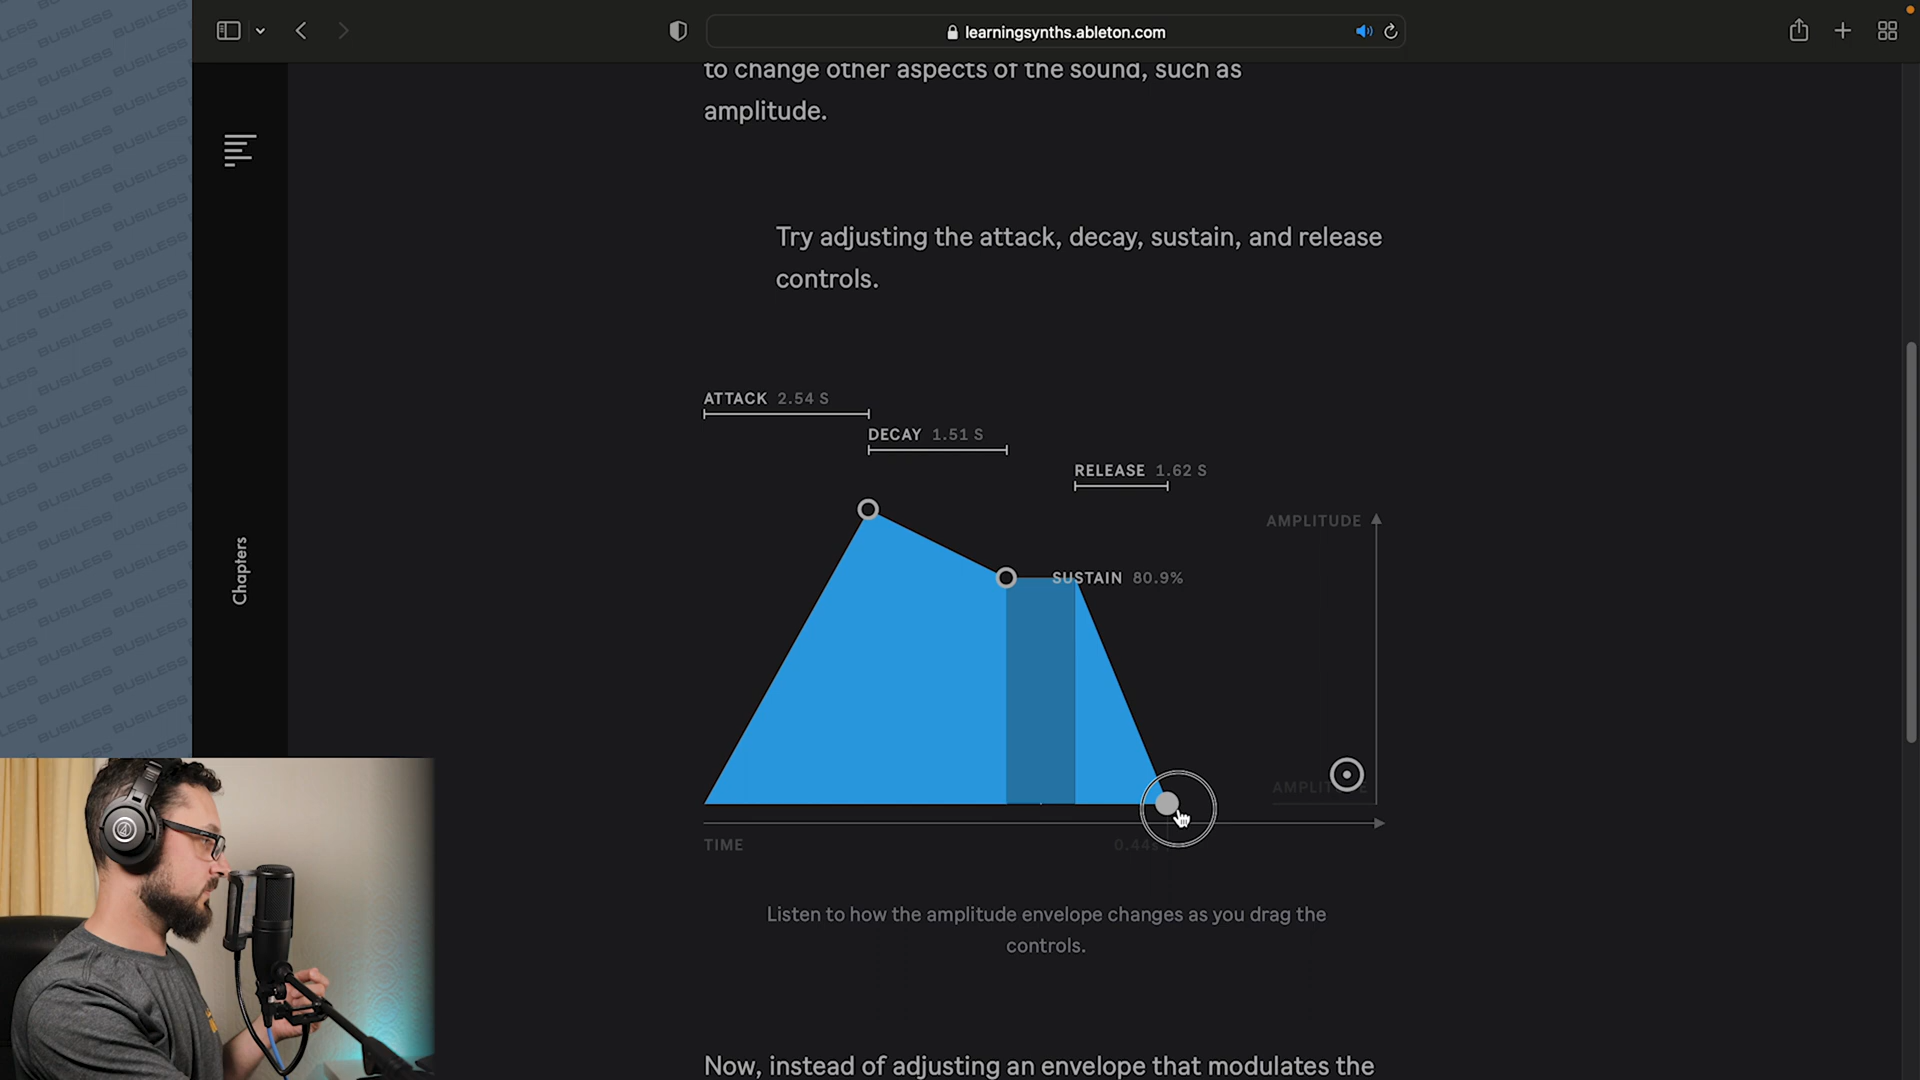 learningsynths.ableton.com
to change other aspects of the sound, such as
amplitude.
Try adjusting the attack, decay, sustain, and release
controls.
ATTACK 2.54 S
DECAY 1.51 S
RELEASE 1.62 S
AMPLITUDE
SUSTAIN 80.9%
Chapters
TIME
0.44s
Listen to how the amplitude envelope changes as you drag the
controls.
Now, instead of adjusting an envelope that modulates the
BUSILESS